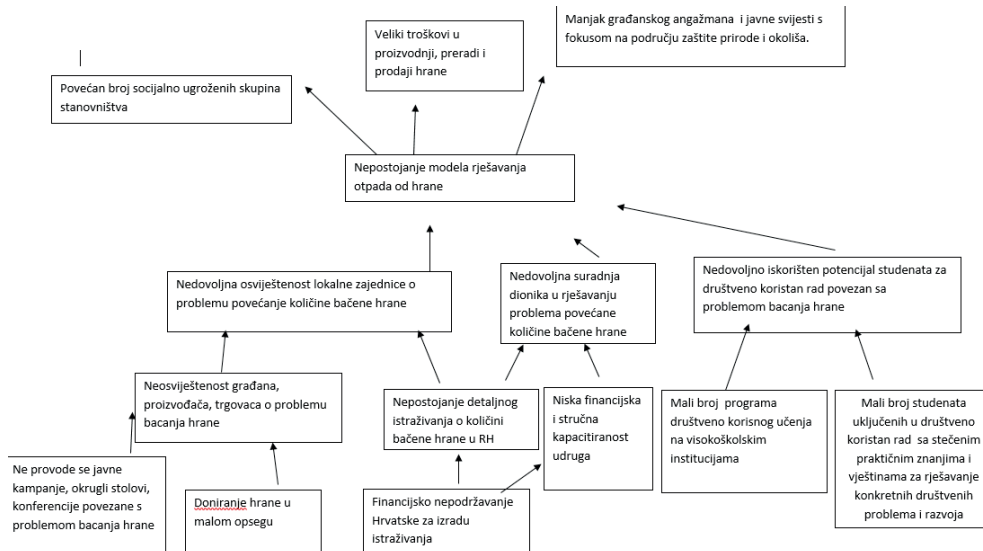 Manjak građanskog angažmana i javne svijesti s
fokusom na području zaštite prirode i okoliša.
Veliki troškovi u
proizvodnji, preradi i
prodaji hrane
Povećan broj socijalno ugroženih skupina
stanovništva
Nepostojanje modela rješavanja
otpada od hrane
Nedovoljna osviještenost lokalne zajednice o
problemu povećanje količine bačene hrane
Nedovoljna suradnja
dionika u rješavanju
problema povećane
količine bačene hrane
Nedovoljno iskorišten potencijal studenata za
društveno koristan rad povezan sa
problemom bacanja hrane
Neosviještenost građana,
proizvođača, trgovaca o problemu
bacanja hrane
Nepostojanje detaljnog
istraživanja o količini
bačene hrane u RH
Niska financijska
i stručna
kapacitiranost
udruga
Mali broj programa
društveno korisnog učenja
na visokoškolskim
institucijama
Mali broj studenata
uključenih u društveno
koristan rad sa stečenim
praktičnim znanjima i
vještinama za rješavanje
konkretnih društvenih
problema i razvoja
Ne provode se javne
kampanje, okrugli stolovi,
konferencije povezane s
problemom bacanja hrane
Doniranje hrane u
malom opsegu
Financijsko nepodržavanje
Hrvatske za izradu
istraživanja